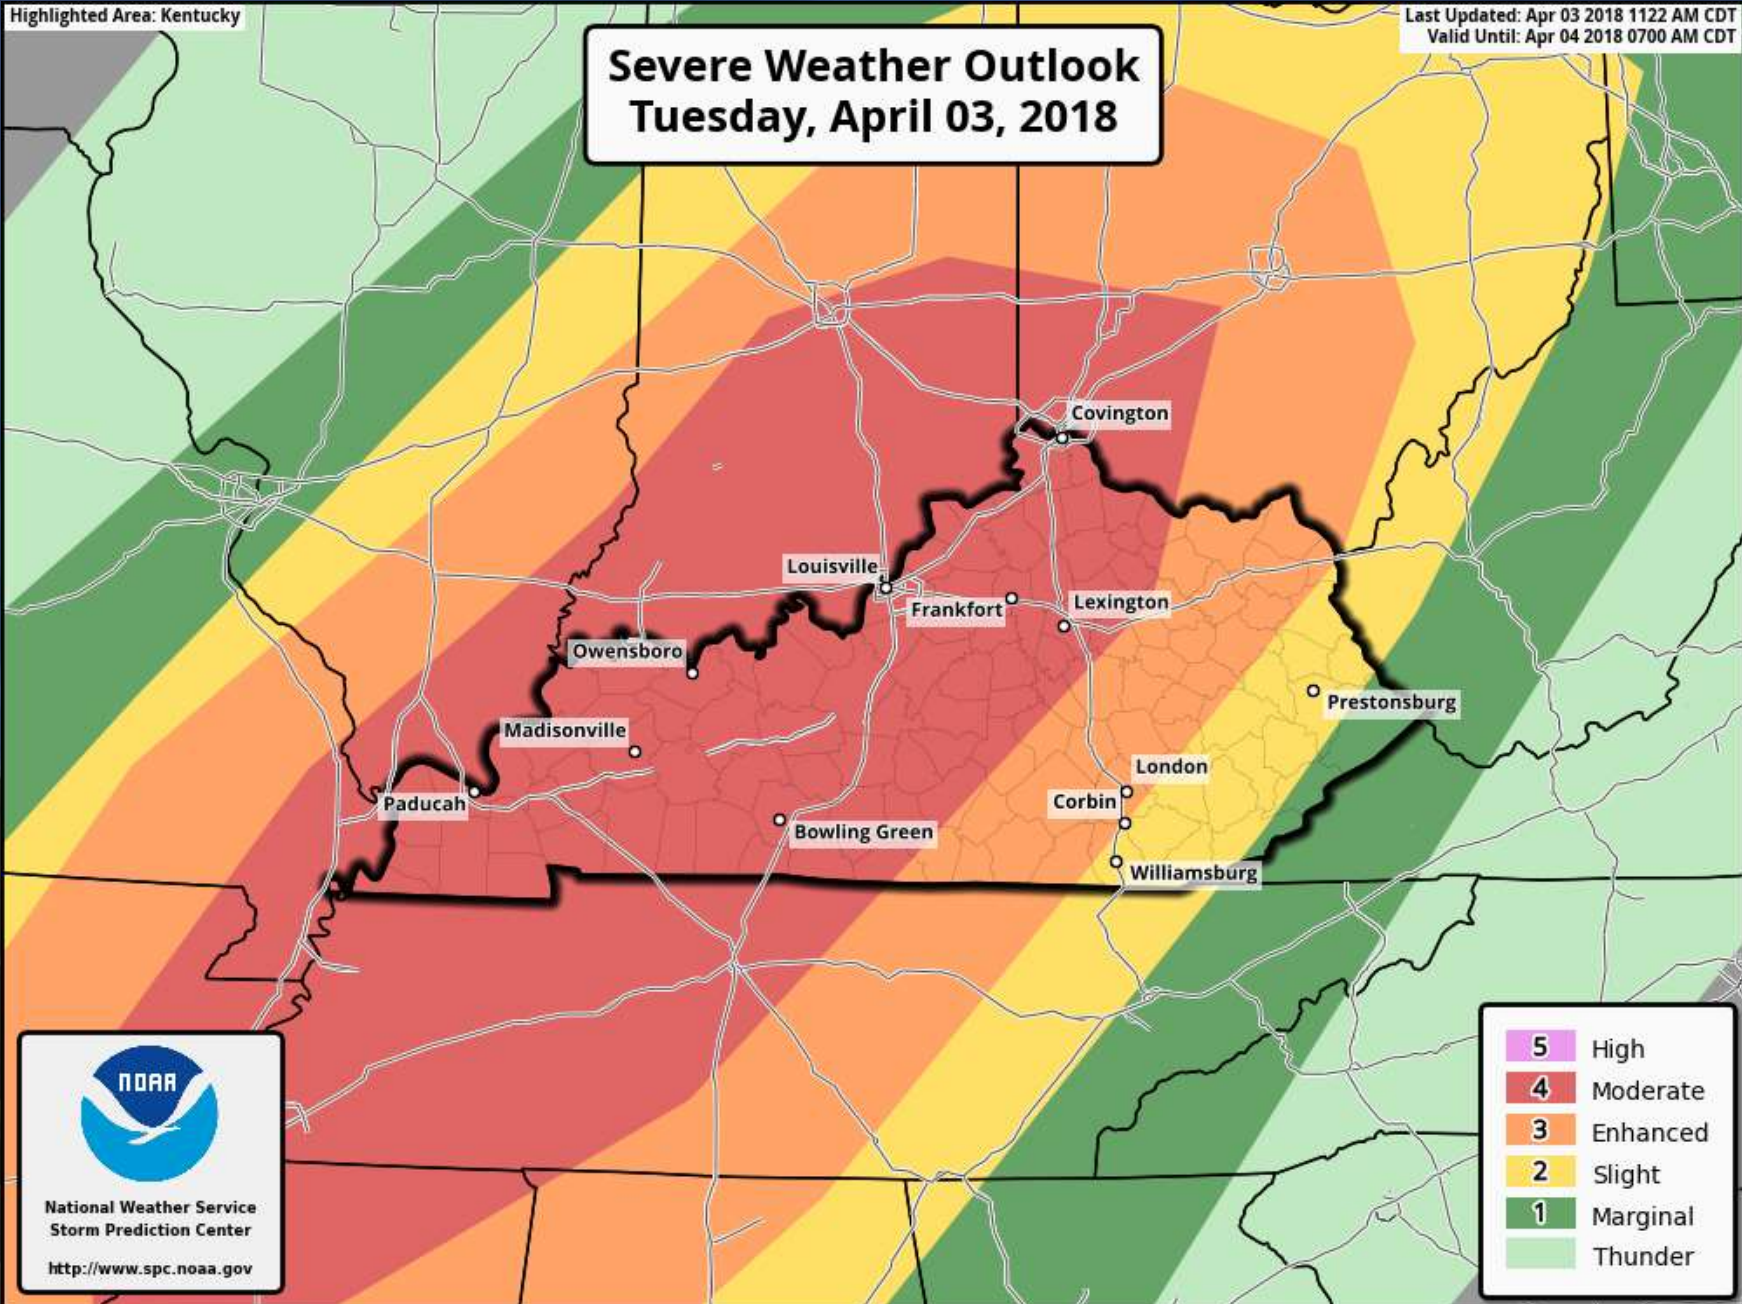 Highlighted Area: Kentucky
Last Updated: Apr 03 2018 1122 AM CDT
Valid Until: Apr 04 2018 0700 AM CDT
Severe Weather Outlook
Tuesday, April 03, 2018
Covington
Louisville
Frankfort
Lexington
Owensboro
Prestonsburg
Madisonville
London
Corbin
Paducah
Bowling Green
Williamsburg
NOAA
National Weather Service
Storm Prediction Center
http://www.spc.noaa.gov
5 High
4 Moderate
3 Enhanced
2 Slight
1 Marginal
Thunder